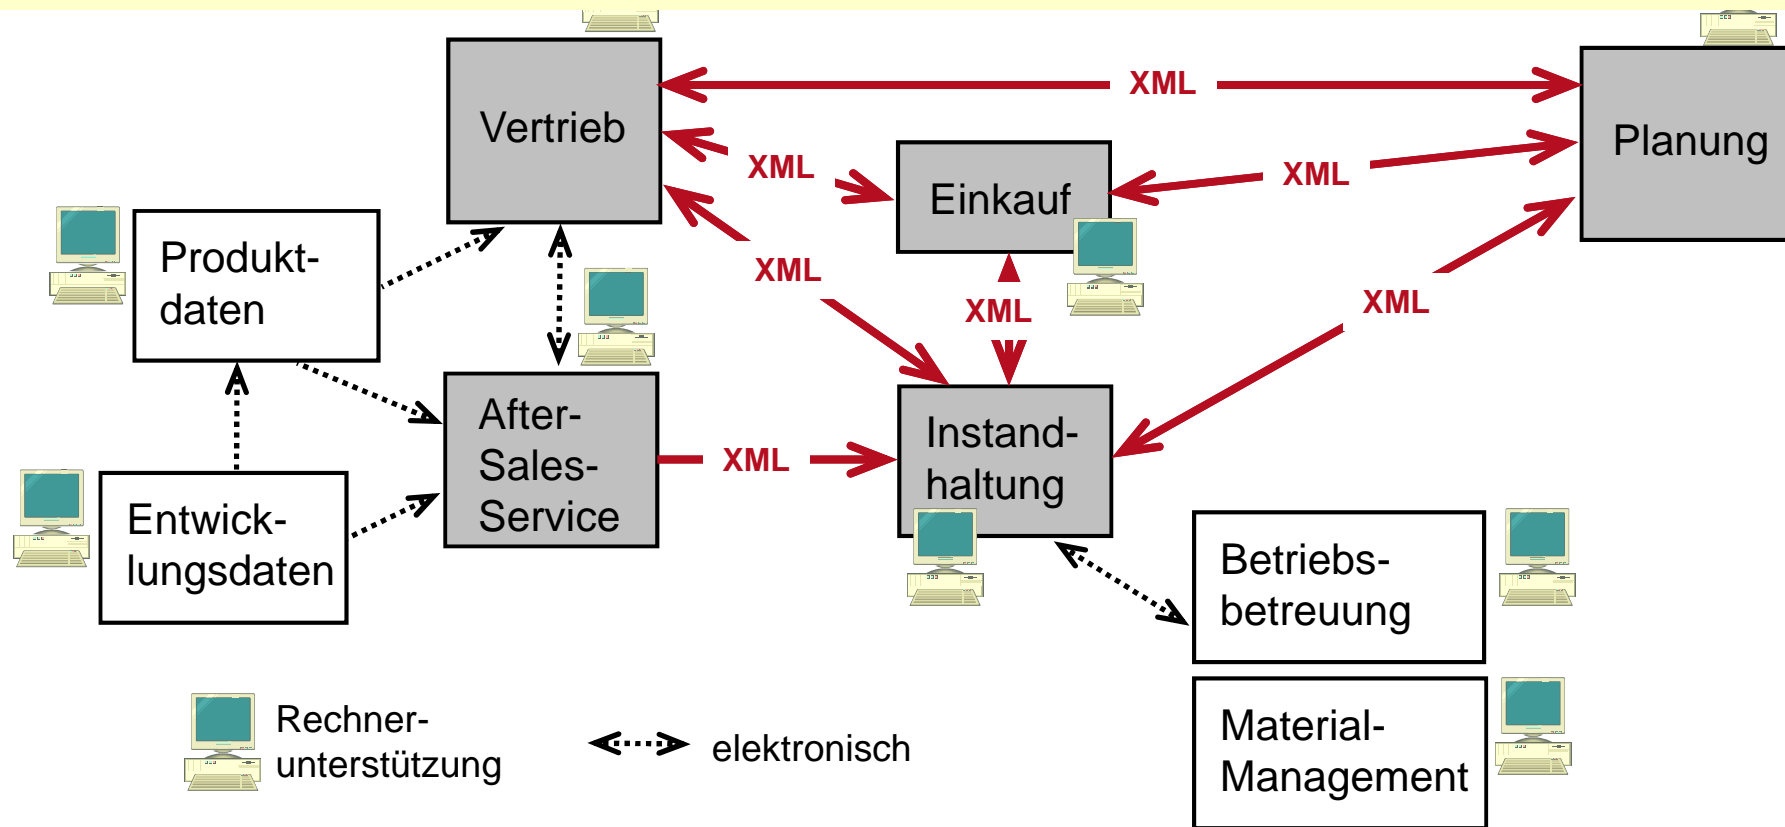 XML
Vertrieb
Planung
XML
XML
Einkauf
Produkt-
daten
XML
XML
XML
After-
Sales-
Service
XML
Instand-
haltung
Entwick-
lungsdaten
Betriebs-
betreuung
Rechner-
unterstützung
elektronisch
Material-
Management